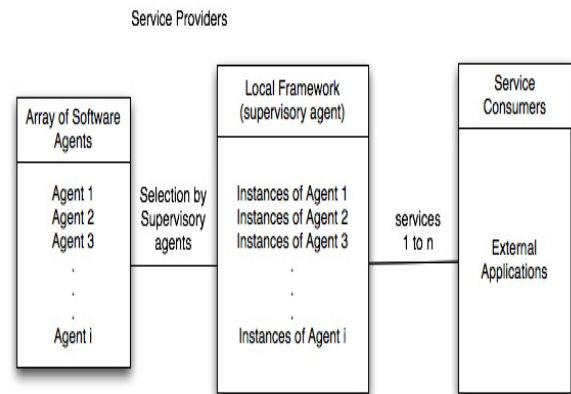 Service Providers
Array of Software
Agents
Agent 1
Agent 2
Agent 3
.
.
.
Agent i
Selection by
Supervisory
agents
Local Framework
(supervisory agent)
Instances of Agent 1
Instances of Agent 2
Instances of Agent 3
.
.
Instances of Agent i
services
1 to n
Service
Consumers
External
Applications